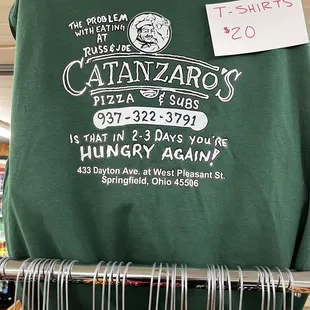 THE PROBLEM
WITH EATING
AT
RUSS & JOE
CATANZARO'S
PIZZA & SUBS
937-322-3791
IS THAT IN 2-3 DAYS YOU'RE
HUNGRY AGAIN!
433 Dayton Ave. at West Pleasant St.
Springfield, Ohio 45506
T-SHIRTS
$20